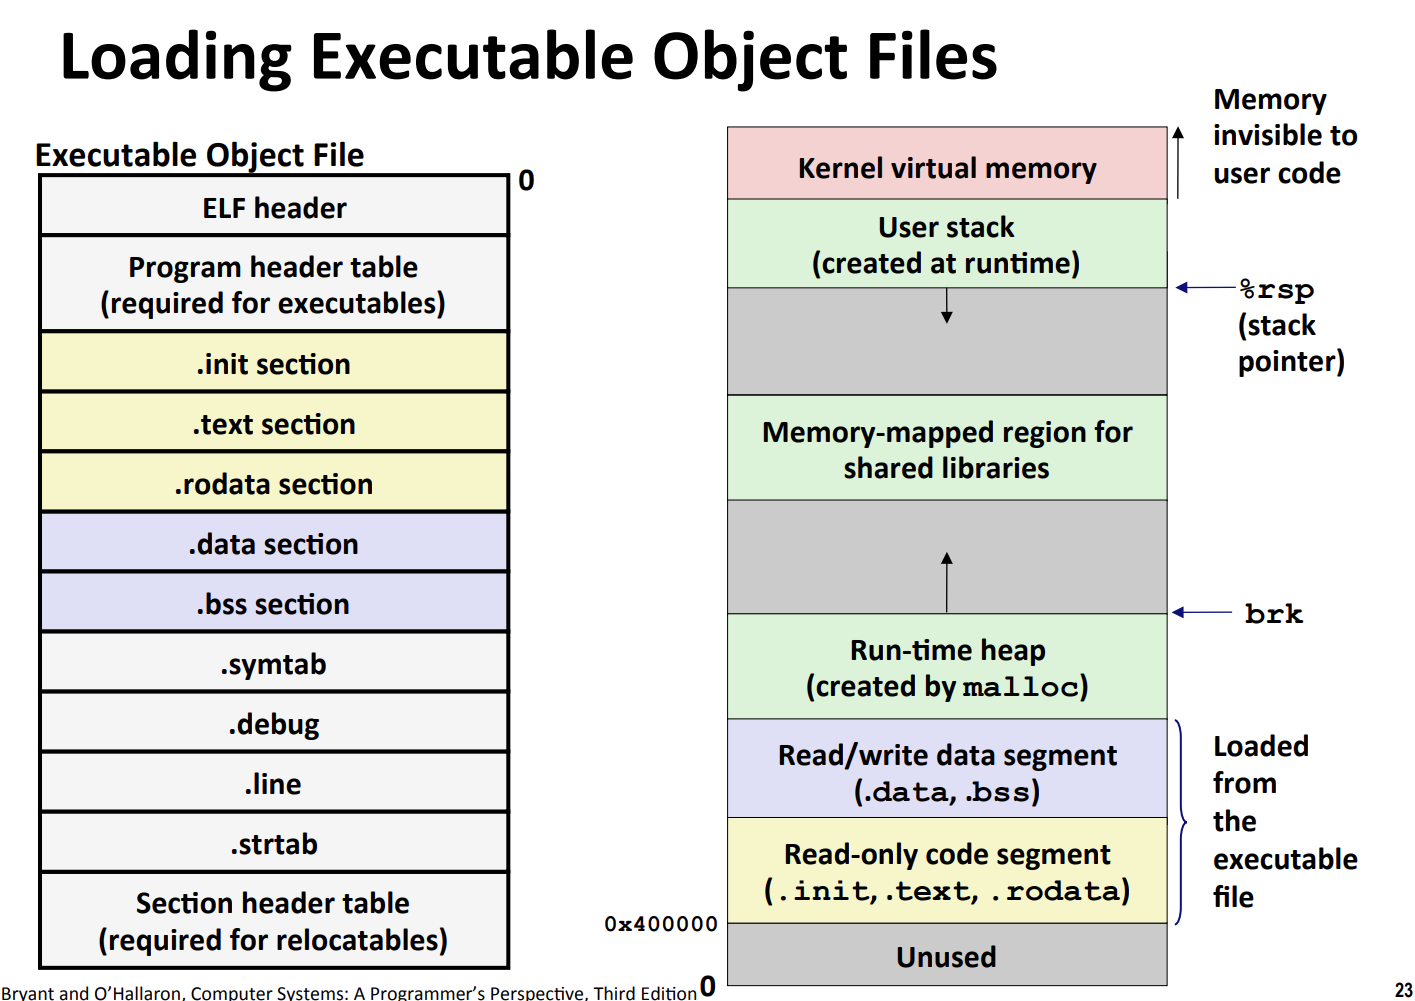 Loading Executable Object Files
Executable Object File
0
ELF header
Program header table
(required for executables)
.init section
.text section
.rodata section
.data section
.bss section
.symtab
.debug
.line
.strtab
Section header table
(required for relocatables)
Memory
invisible to
user code
Kernel virtual memory
User stack
(created at runtime)
%rsp
(stack
pointer)
Memory-mapped region for
shared libraries
brk
Run-time heap
(created by malloc)
Read/write data segment
(.data, .bss)
Read-only code segment
(.init, .text, .rodata)
Loaded
from
the
executable
file
0x400000
Unused
0
Bryant and O’Hallaron, Computer Systems: A Programmer’s Perspective, Third Edition
23